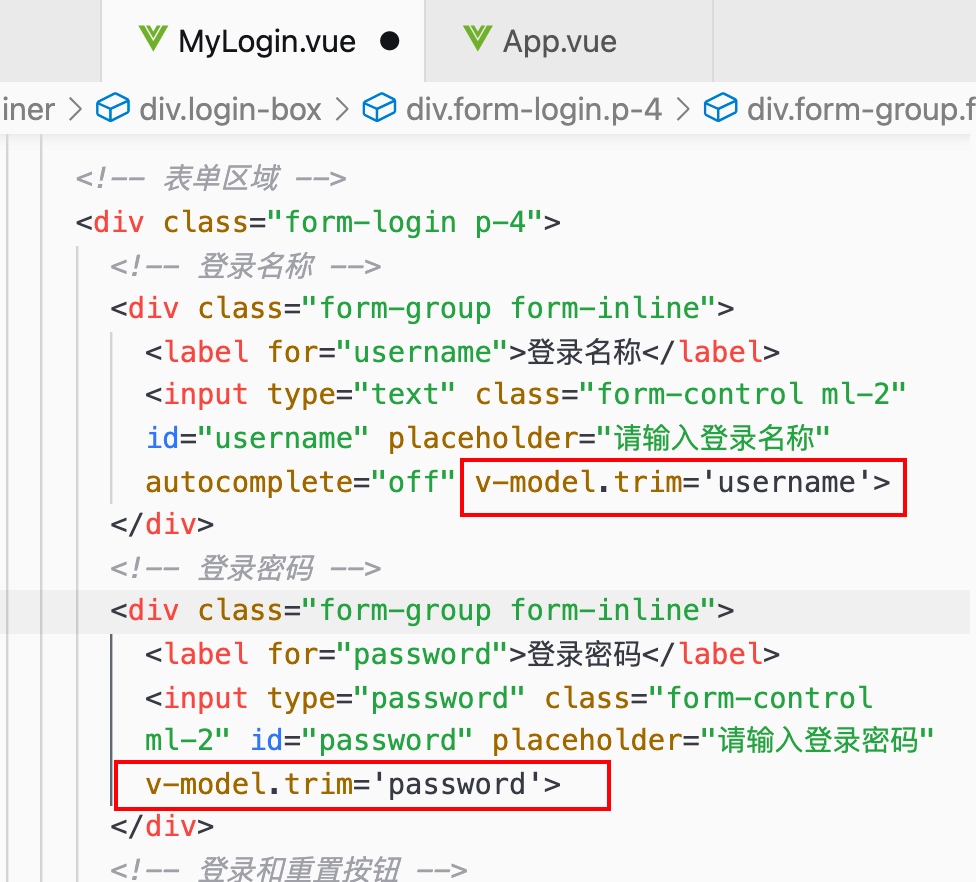 MyLogin.vue ● App.vue
iner > div.login-box > div.form-login.p-4 > div.form-group.f
<!-- 表单区域 -->
<div class="form-login p-4">
<!-- 登录名称 -->
<div class="form-group form-inline">
<label for="username">登录名称</label>
<input type="text" class="form-control ml-2"
id="username" placeholder="请输入登录名称"
autocomplete="off" v-model.trim='username'>
</div>
<!-- 登录密码 -->
<div class="form-group form-inline">
<label for="password">登录密码</label>
<input type="password" class="form-control
ml-2" id="password" placeholder="请输入登录密码"
v-model.trim='password'>
</div>
<!-- 登录和重置按钮 -->